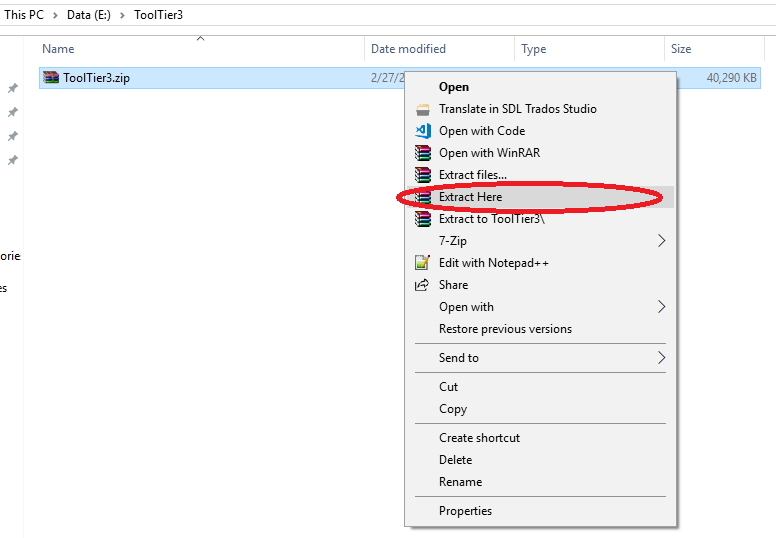 This PC > Data (E:) > ToolTier3
Name Date modified Type Size
ToolTier3.zip 2/27/2 40,290 KB
Open
Translate in SDL Trados Studio
Open with Code
Open with WinRAR
Extract files...
Extract Here
Extract to ToolTier3\
7-Zip
Edit with Notepad++
Share
Open with
Restore previous versions
Send to
Cut
Copy
Create shortcut
Delete
Rename
Properties
orie
es